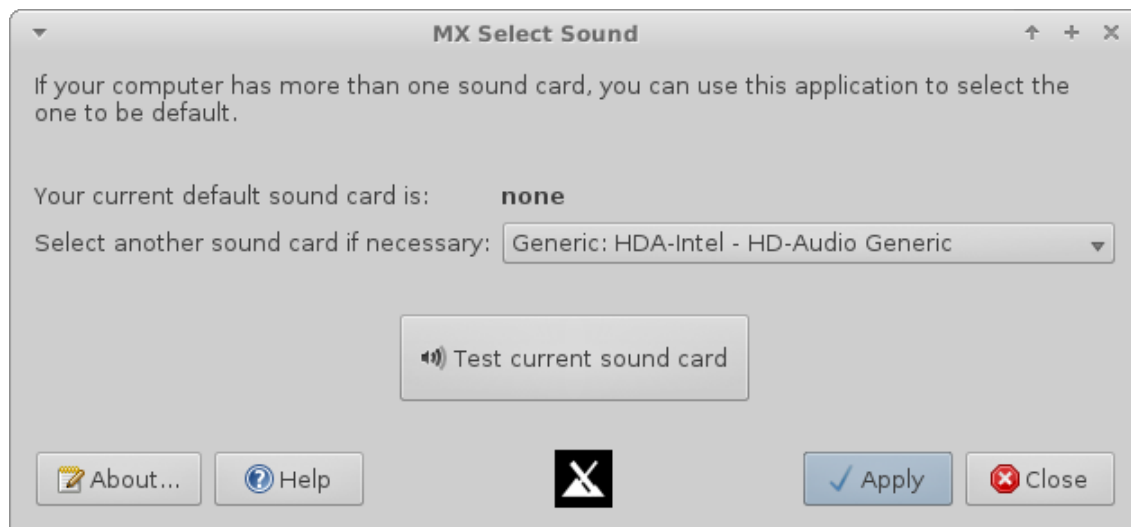 MX Select Sound
If your computer has more than one sound card, you can use this application to select the
one to be default.
Your current default sound card is: none
Select another sound card if necessary: Generic: HDA-Intel - HD-Audio Generic
Test current sound card
About... Help Apply Close